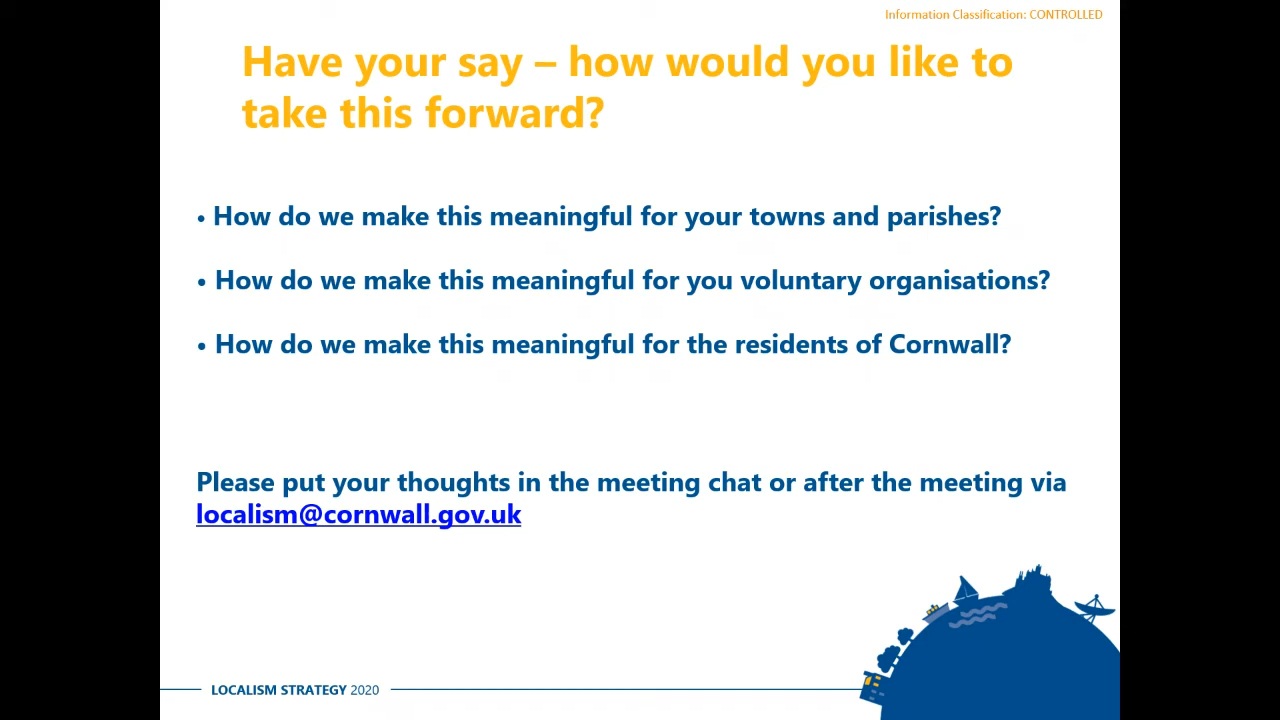 Information Classification: CONTROLLED
Have your say – how would you like to
take this forward?
• How do we make this meaningful for your towns and parishes?
• How do we make this meaningful for you voluntary organisations?
• How do we make this meaningful for the residents of Cornwall?
Please put your thoughts in the meeting chat or after the meeting via
localism@cornwall.gov.uk
LOCALISM STRATEGY 2020